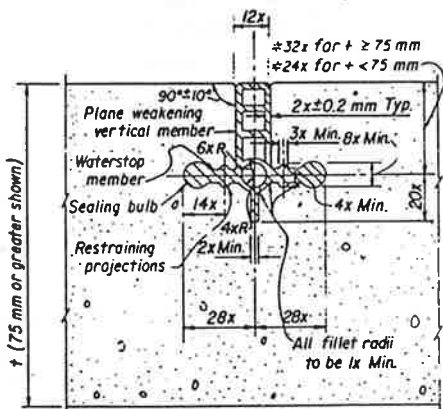 12x
*32x for t ≥ 75 mm
*24x for t < 75 mm
90°±10°
Plane weakening
vertical member
2x±0.2 mm Typ.
3x Min.
8x Min.
6xR
Waterstop
member
Sealing bulb
14x
4x Min.
20x
4xR
Restraining
projections
2x Min.
28x
28x
All fillet radii
to be 1x Min.
t (75 mm or greater shown)